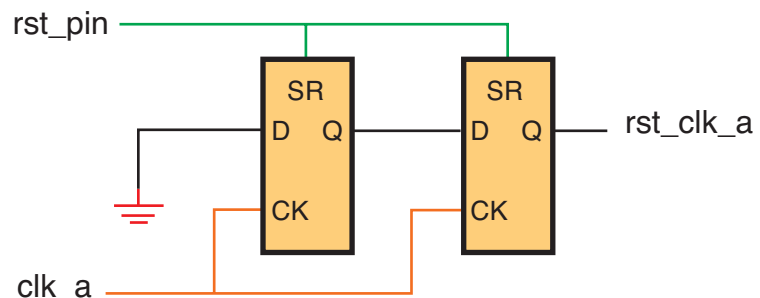 rst_pin
SR
SR
D Q
D Q
rst_clk_a
CK
CK
clk_a